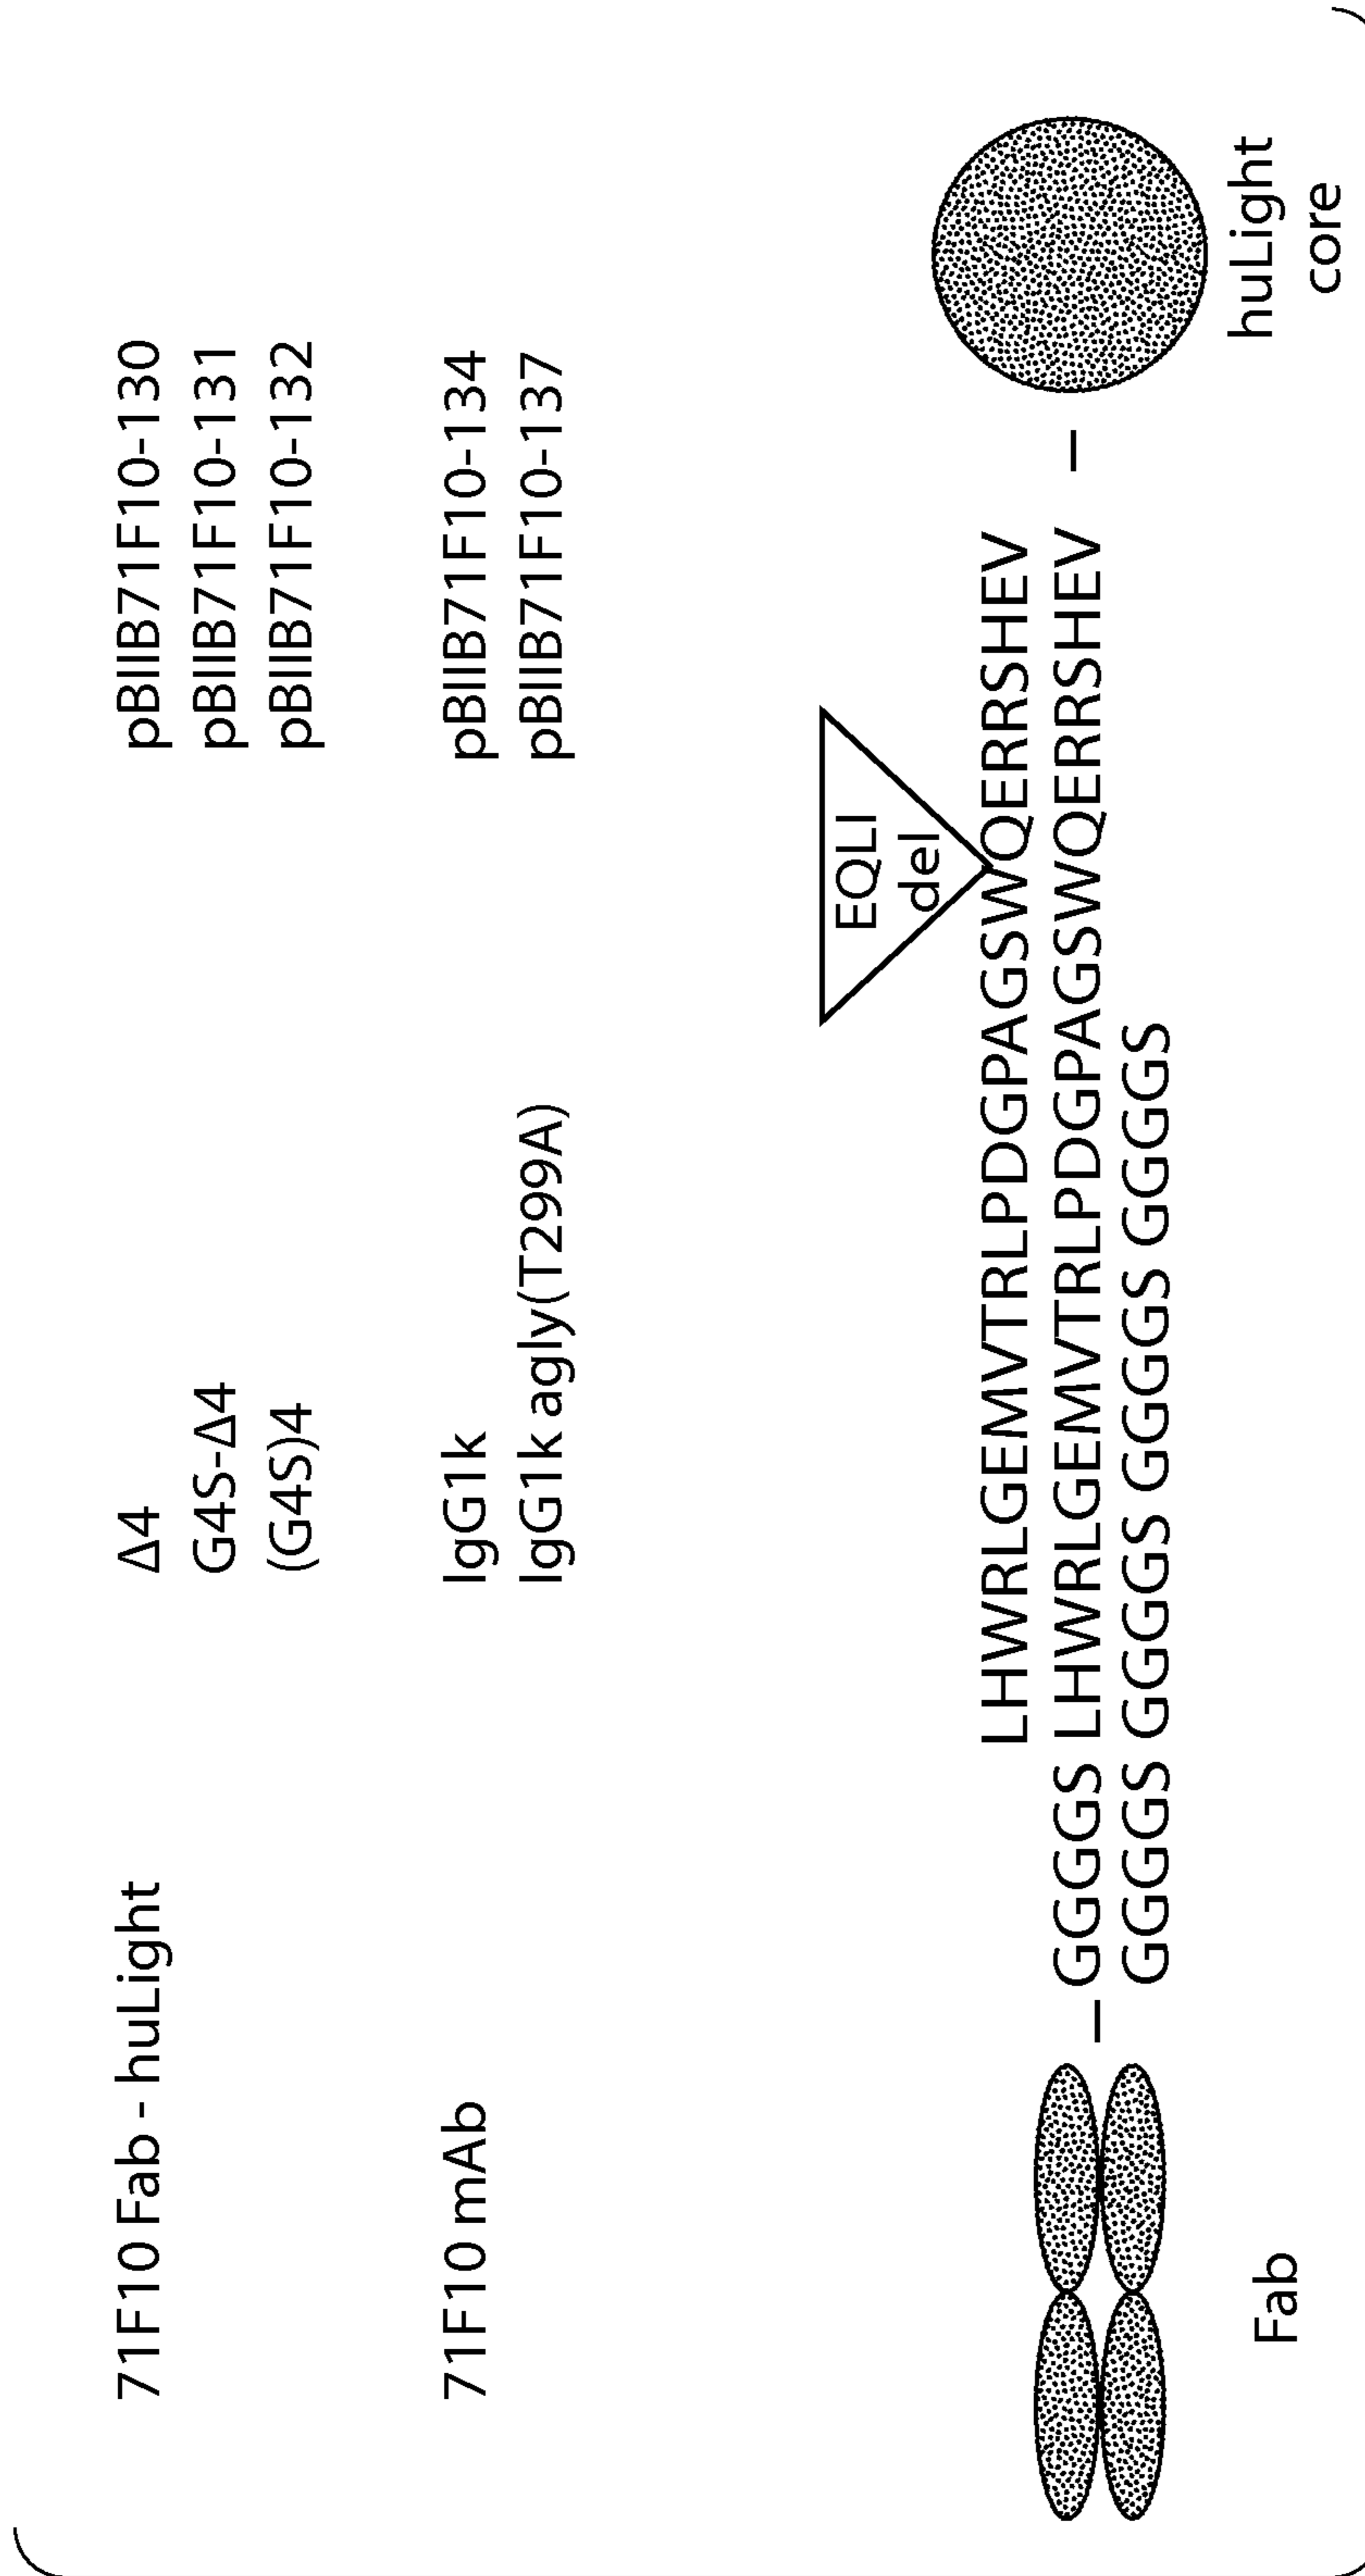 71F10 Fab - huLight Δ4 pBIIB71F10-130
G4S-Δ4 pBIIB71F10-131
(G4S)4 pBIIB71F10-132
71F10 mAb IgG1k pBIIB71F10-134
IgG1k agly(T299A) pBIIB71F10-137
EQLI
del
LHWRLGEMVTRLPDGPAGSWQERRSHEV
– GGGGS LHWRLGEMVTRLPDGPAGSWQERRSHEV –
GGGGS GGGGS GGGGS GGGGS
Fab
huLight
core